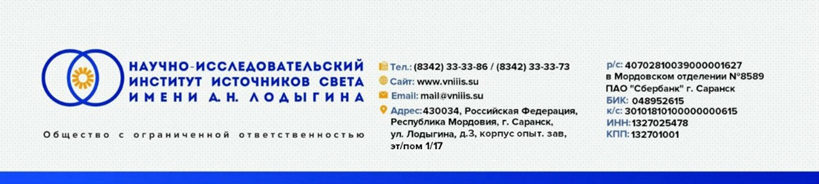 НАУЧНО-ИССЛЕДОВАТЕЛЬСКИЙ
ИНСТИТУТ ИСТОЧНИКОВ СВЕТА
ИМЕНИ А.Н. ЛОДЫГИНА
Общество с ограниченной ответственностью
Тел.: (8342) 33-33-86 / (8342) 33-33-73
Сайт: www.vniiis.su
Email: mail@vniiis.su
Адрес: 430034, Российская Федерация,
Республика Мордовия, г. Саранск,
ул. Лодыгина, д.3, корпус опыт. зав,
эт/пом 1/17
р/с: 40702810039000001627
в Мордовском отделении №8589
ПАО "Сбербанк" г. Саранск
БИК: 048952615
к/с: 30101810100000000615
ИНН: 1327025478
КПП: 132701001